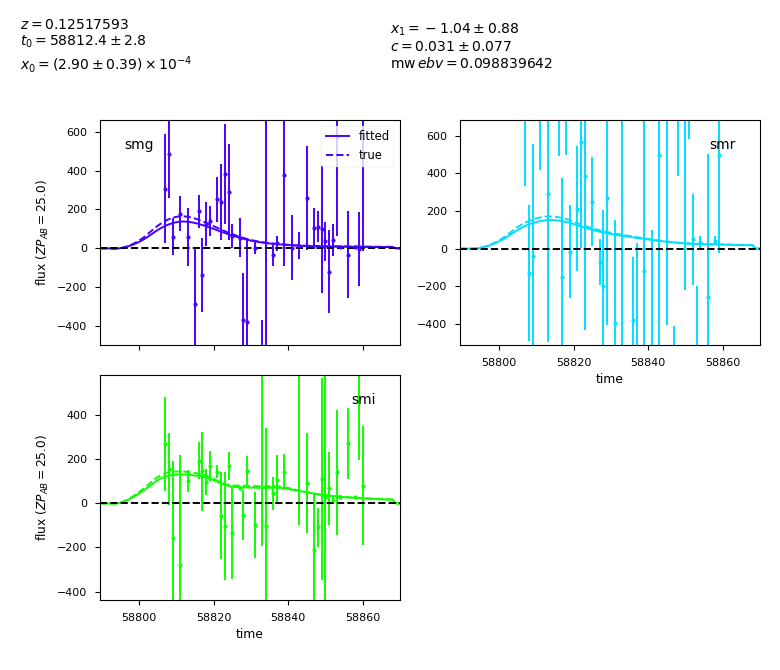 z = 0.12517593
t₀ = 58812.4 ± 2.8
x₀ = (2.90 ± 0.39) × 10⁻⁴
x₁ = −1.04 ± 0.88
c = 0.031 ± 0.077
mw ebv = 0.098839642
smg
fitted
true
600
400
200
0
−200
−400
flux (ZP_AB = 25.0)
smr
600
400
200
0
−200
−400
58800
58820
58840
58860
time
smi
400
200
0
−200
−400
flux (ZP_AB = 25.0)
58800
58820
58840
58860
time